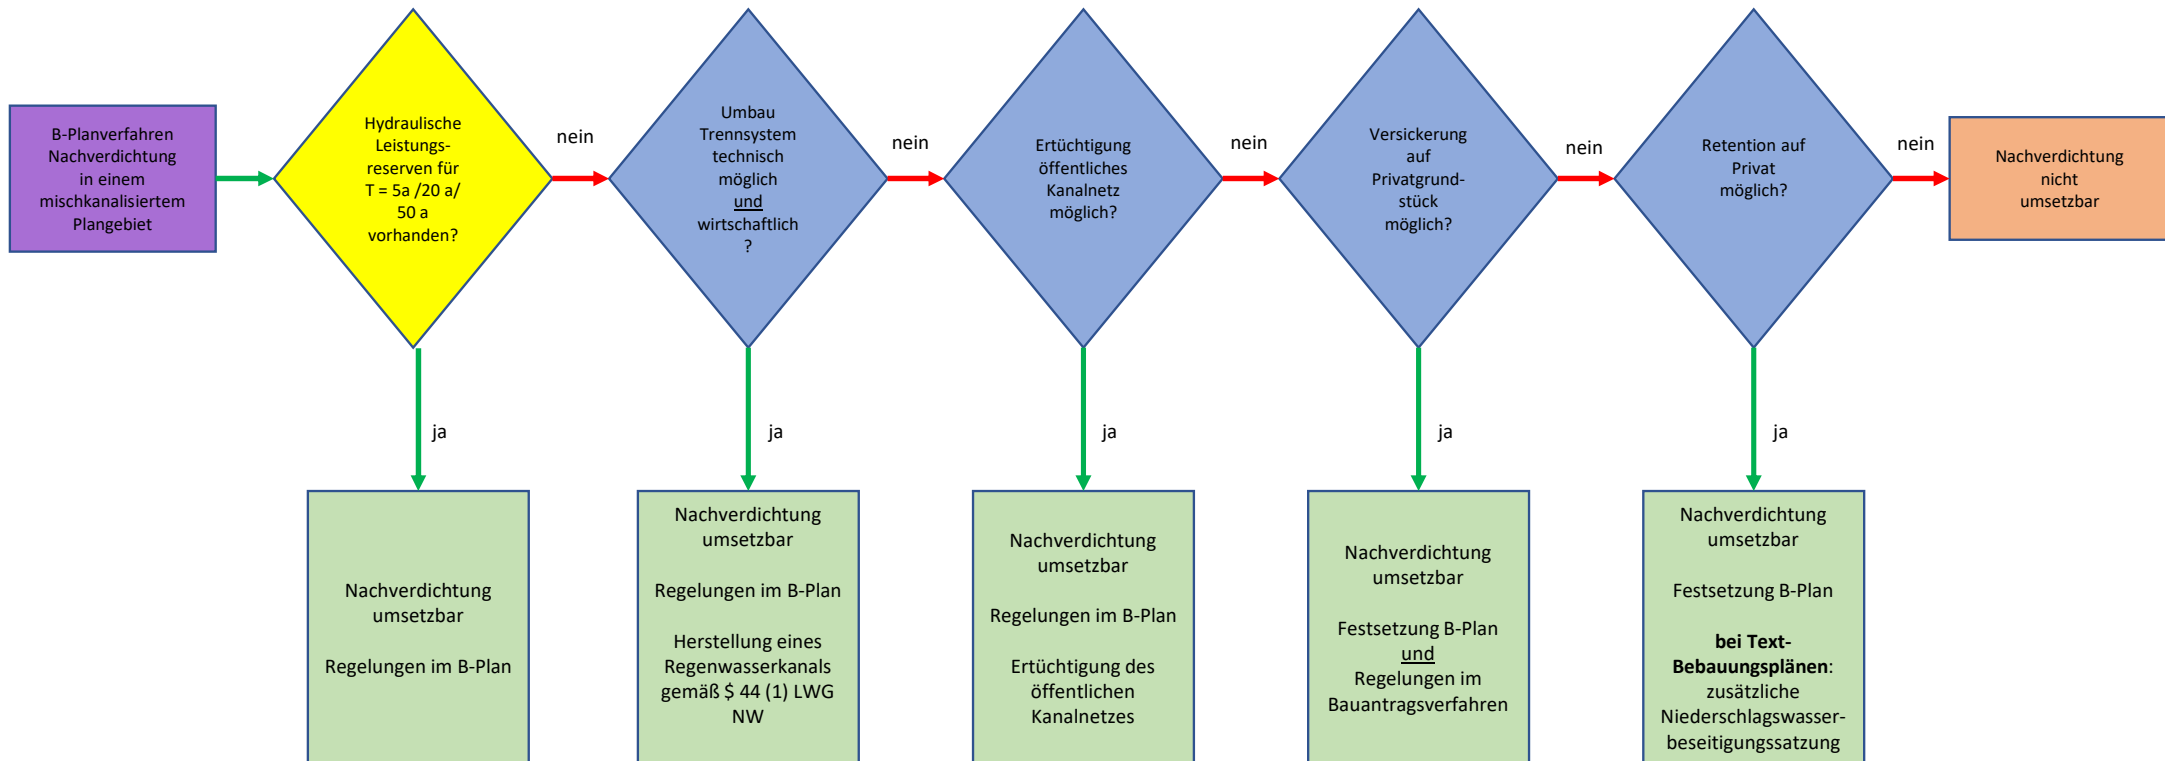 B-Planverfahren
Nachverdichtung
in einem
mischkanalisiertem
Plangebiet
Hydraulische
Leistungs-
reserven für
T = 5a /20 a/
50 a
vorhanden?
nein
Umbau
Trennsystem
technisch
möglich
und
wirtschaftlich
?
nein
Ertüchtigung
öffentliches
Kanalnetz
möglich?
nein
Versickerung
auf
Privatgrund-
stück
möglich?
nein
Retention auf
Privat
möglich?
nein
Nachverdichtung
nicht
umsetzbar
ja
ja
ja
ja
ja
Nachverdichtung
umsetzbar
Regelungen im B-Plan
Nachverdichtung
umsetzbar
Regelungen im B-Plan
Herstellung eines
Regenwasserkanals
gemäß $ 44 (1) LWG
NW
Nachverdichtung
umsetzbar
Regelungen im B-Plan
Ertüchtigung des
öffentlichen
Kanalnetzes
Nachverdichtung
umsetzbar
Festsetzung B-Plan
und
Regelungen im
Bauantragsverfahren
Nachverdichtung
umsetzbar
Festsetzung B-Plan
bei Text-
Bebauungsplänen:
zusätzliche
Niederschlagswasser-
beseitigungssatzung